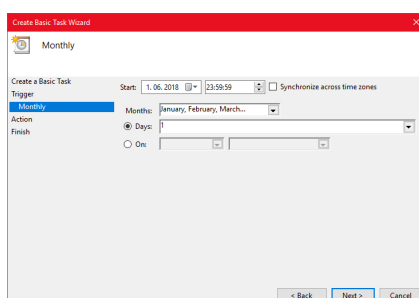 Create Basic Task Wizard
Monthly
Create a Basic Task
Trigger
Monthly
Action
Finish
Start: 1. 06. 2018 23:59:59 Synchronize across time zones
Months: January, February, March...
Days: 1
On:
< Back Next > Cancel